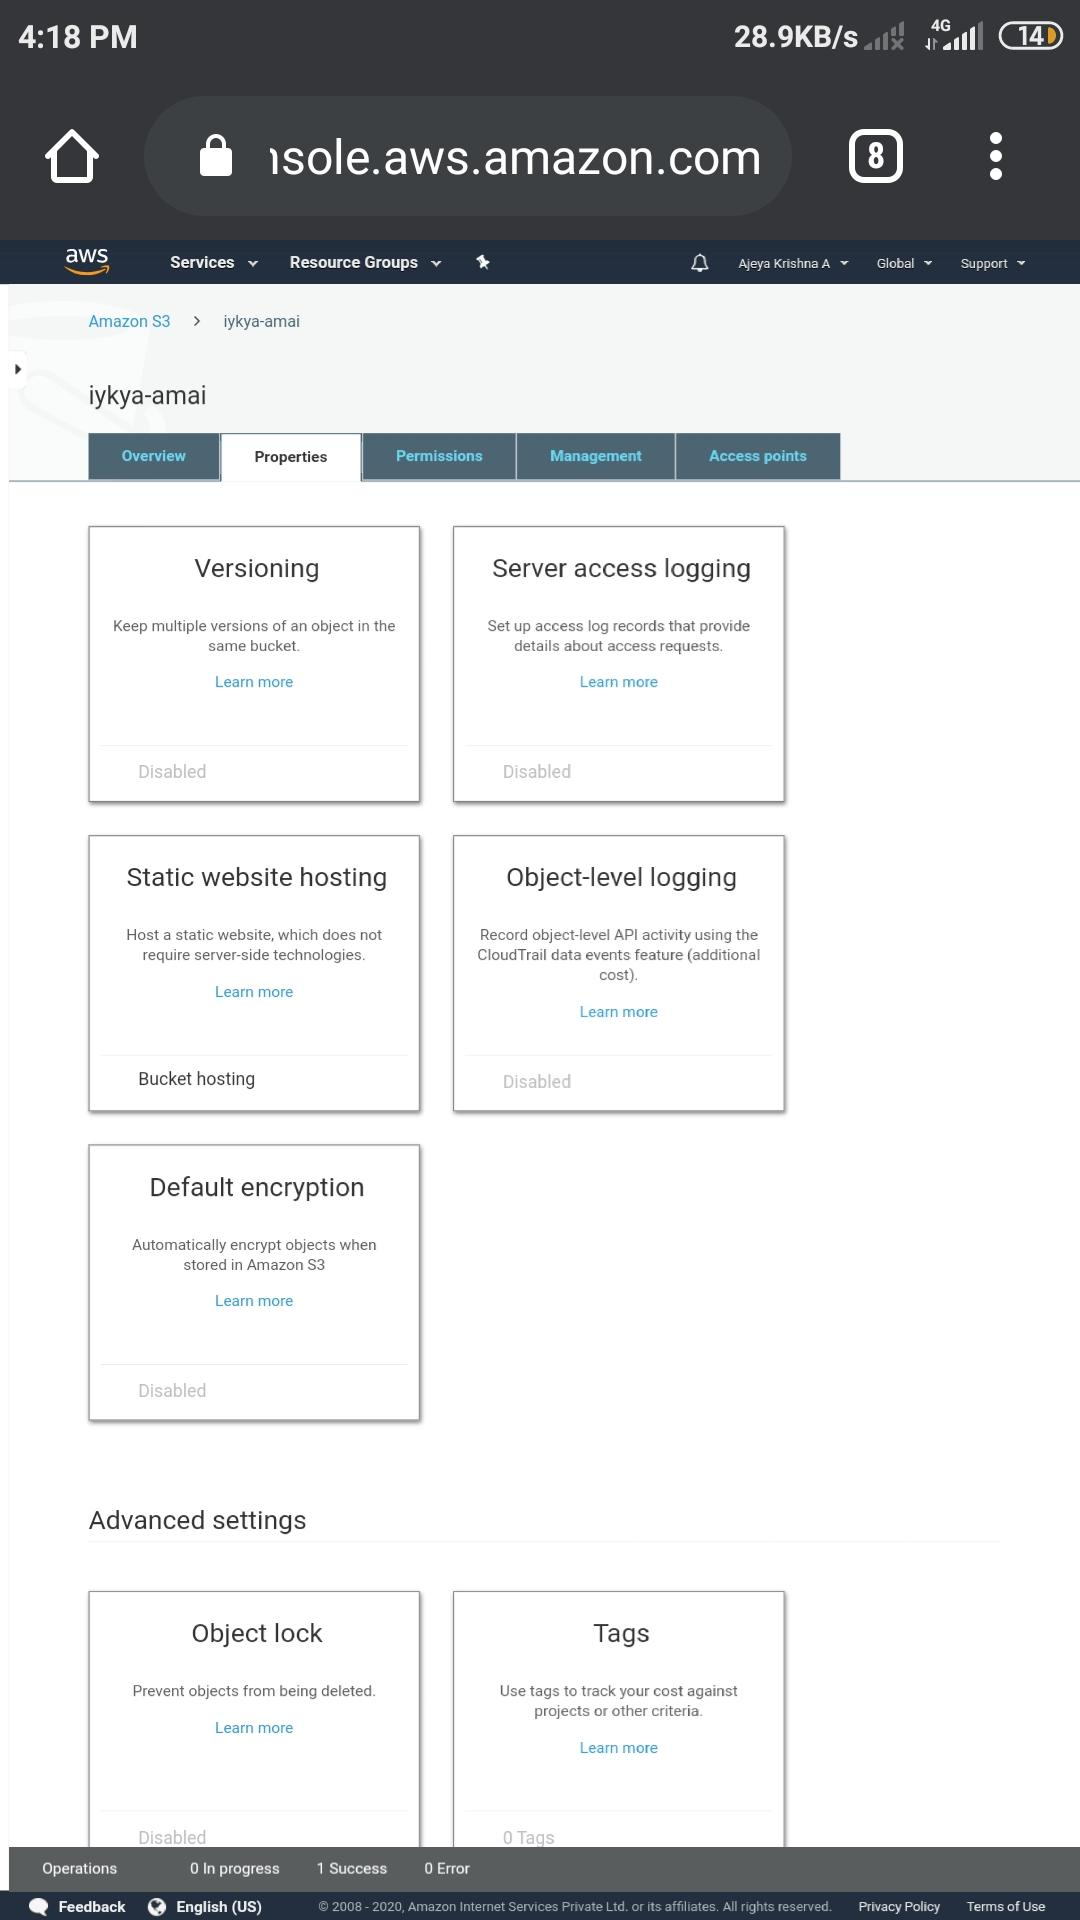 4:18 PM 28.9KB/s 4G 14
nsole.aws.amazon.com 8
aws Services Resource Groups Ajeya Krishna A Global Support
Amazon S3 > iykya-amai
iykya-amai
Overview Properties Permissions Management Access points
Versioning
Keep multiple versions of an object in the
same bucket.
Learn more
Disabled
Server access logging
Set up access log records that provide
details about access requests.
Learn more
Disabled
Static website hosting
Host a static website, which does not
require server-side technologies.
Learn more
Bucket hosting
Object-level logging
Record object-level API activity using the
CloudTrail data events feature (additional
cost).
Learn more
Disabled
Default encryption
Automatically encrypt objects when
stored in Amazon S3
Learn more
Disabled
Advanced settings
Object lock
Prevent objects from being deleted.
Learn more
Disabled
Tags
Use tags to track your cost against
projects or other criteria.
Learn more
0 Tags
Operations 0 In progress 1 Success 0 Error
Feedback English (US) © 2008 - 2020, Amazon Internet Services Private Ltd. or its affiliates. All rights reserved. Privacy Policy Terms of Use